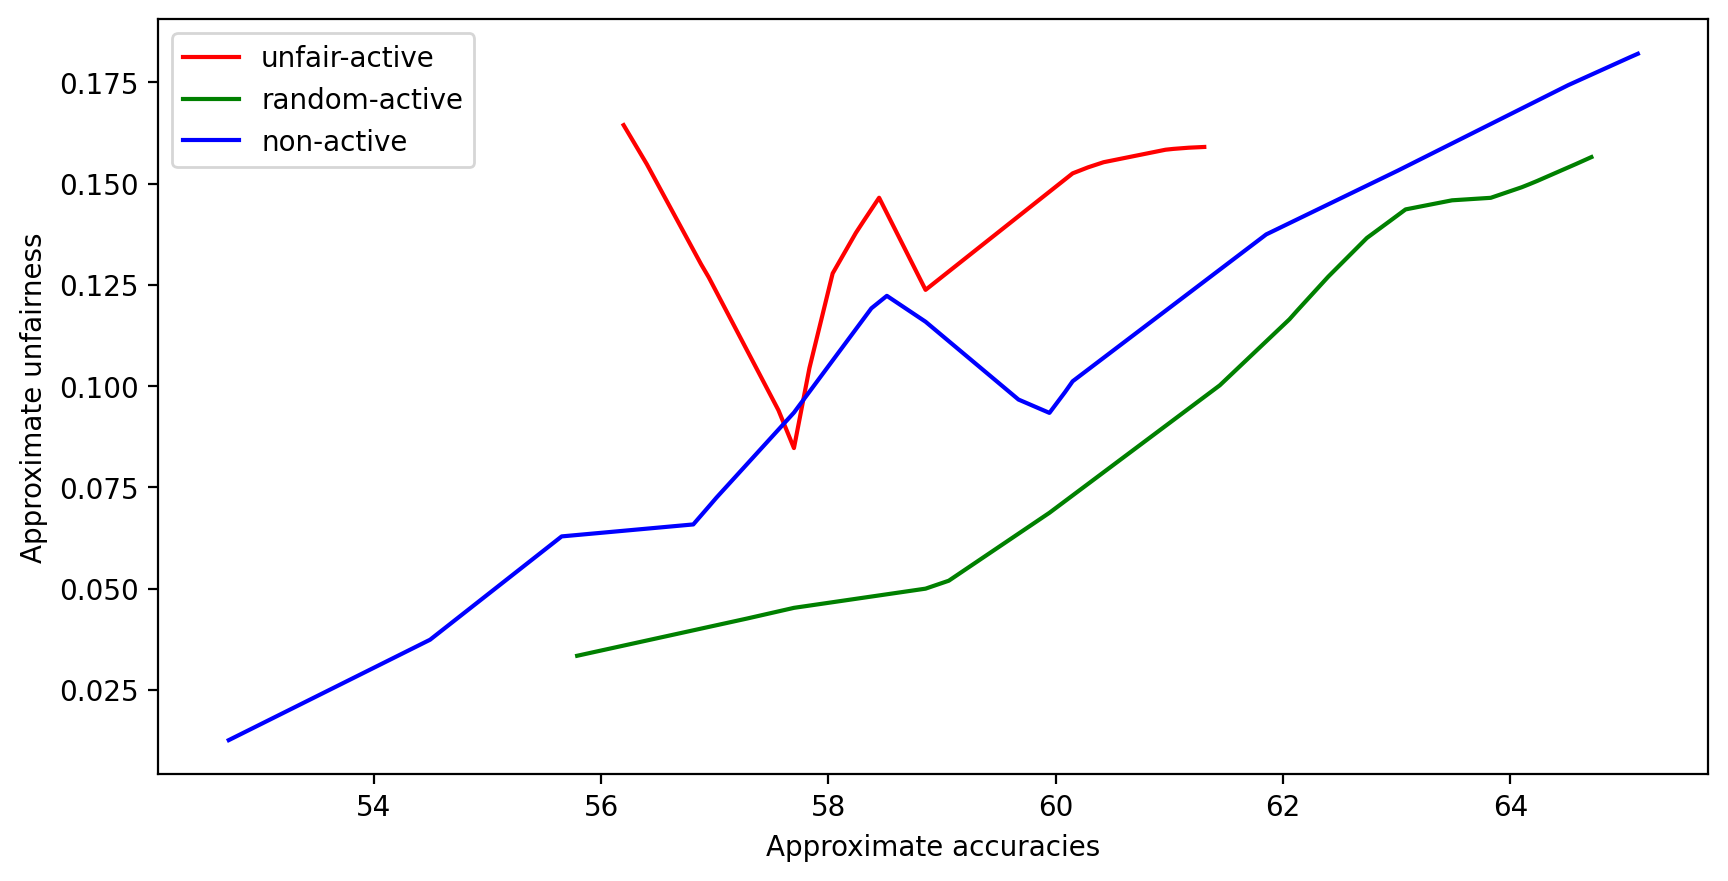 unfair-active
random-active
non-active
0.175
0.150
0.125
0.100
0.075
0.050
0.025
Approximate unfairness
54 56 58 60 62 64
Approximate accuracies